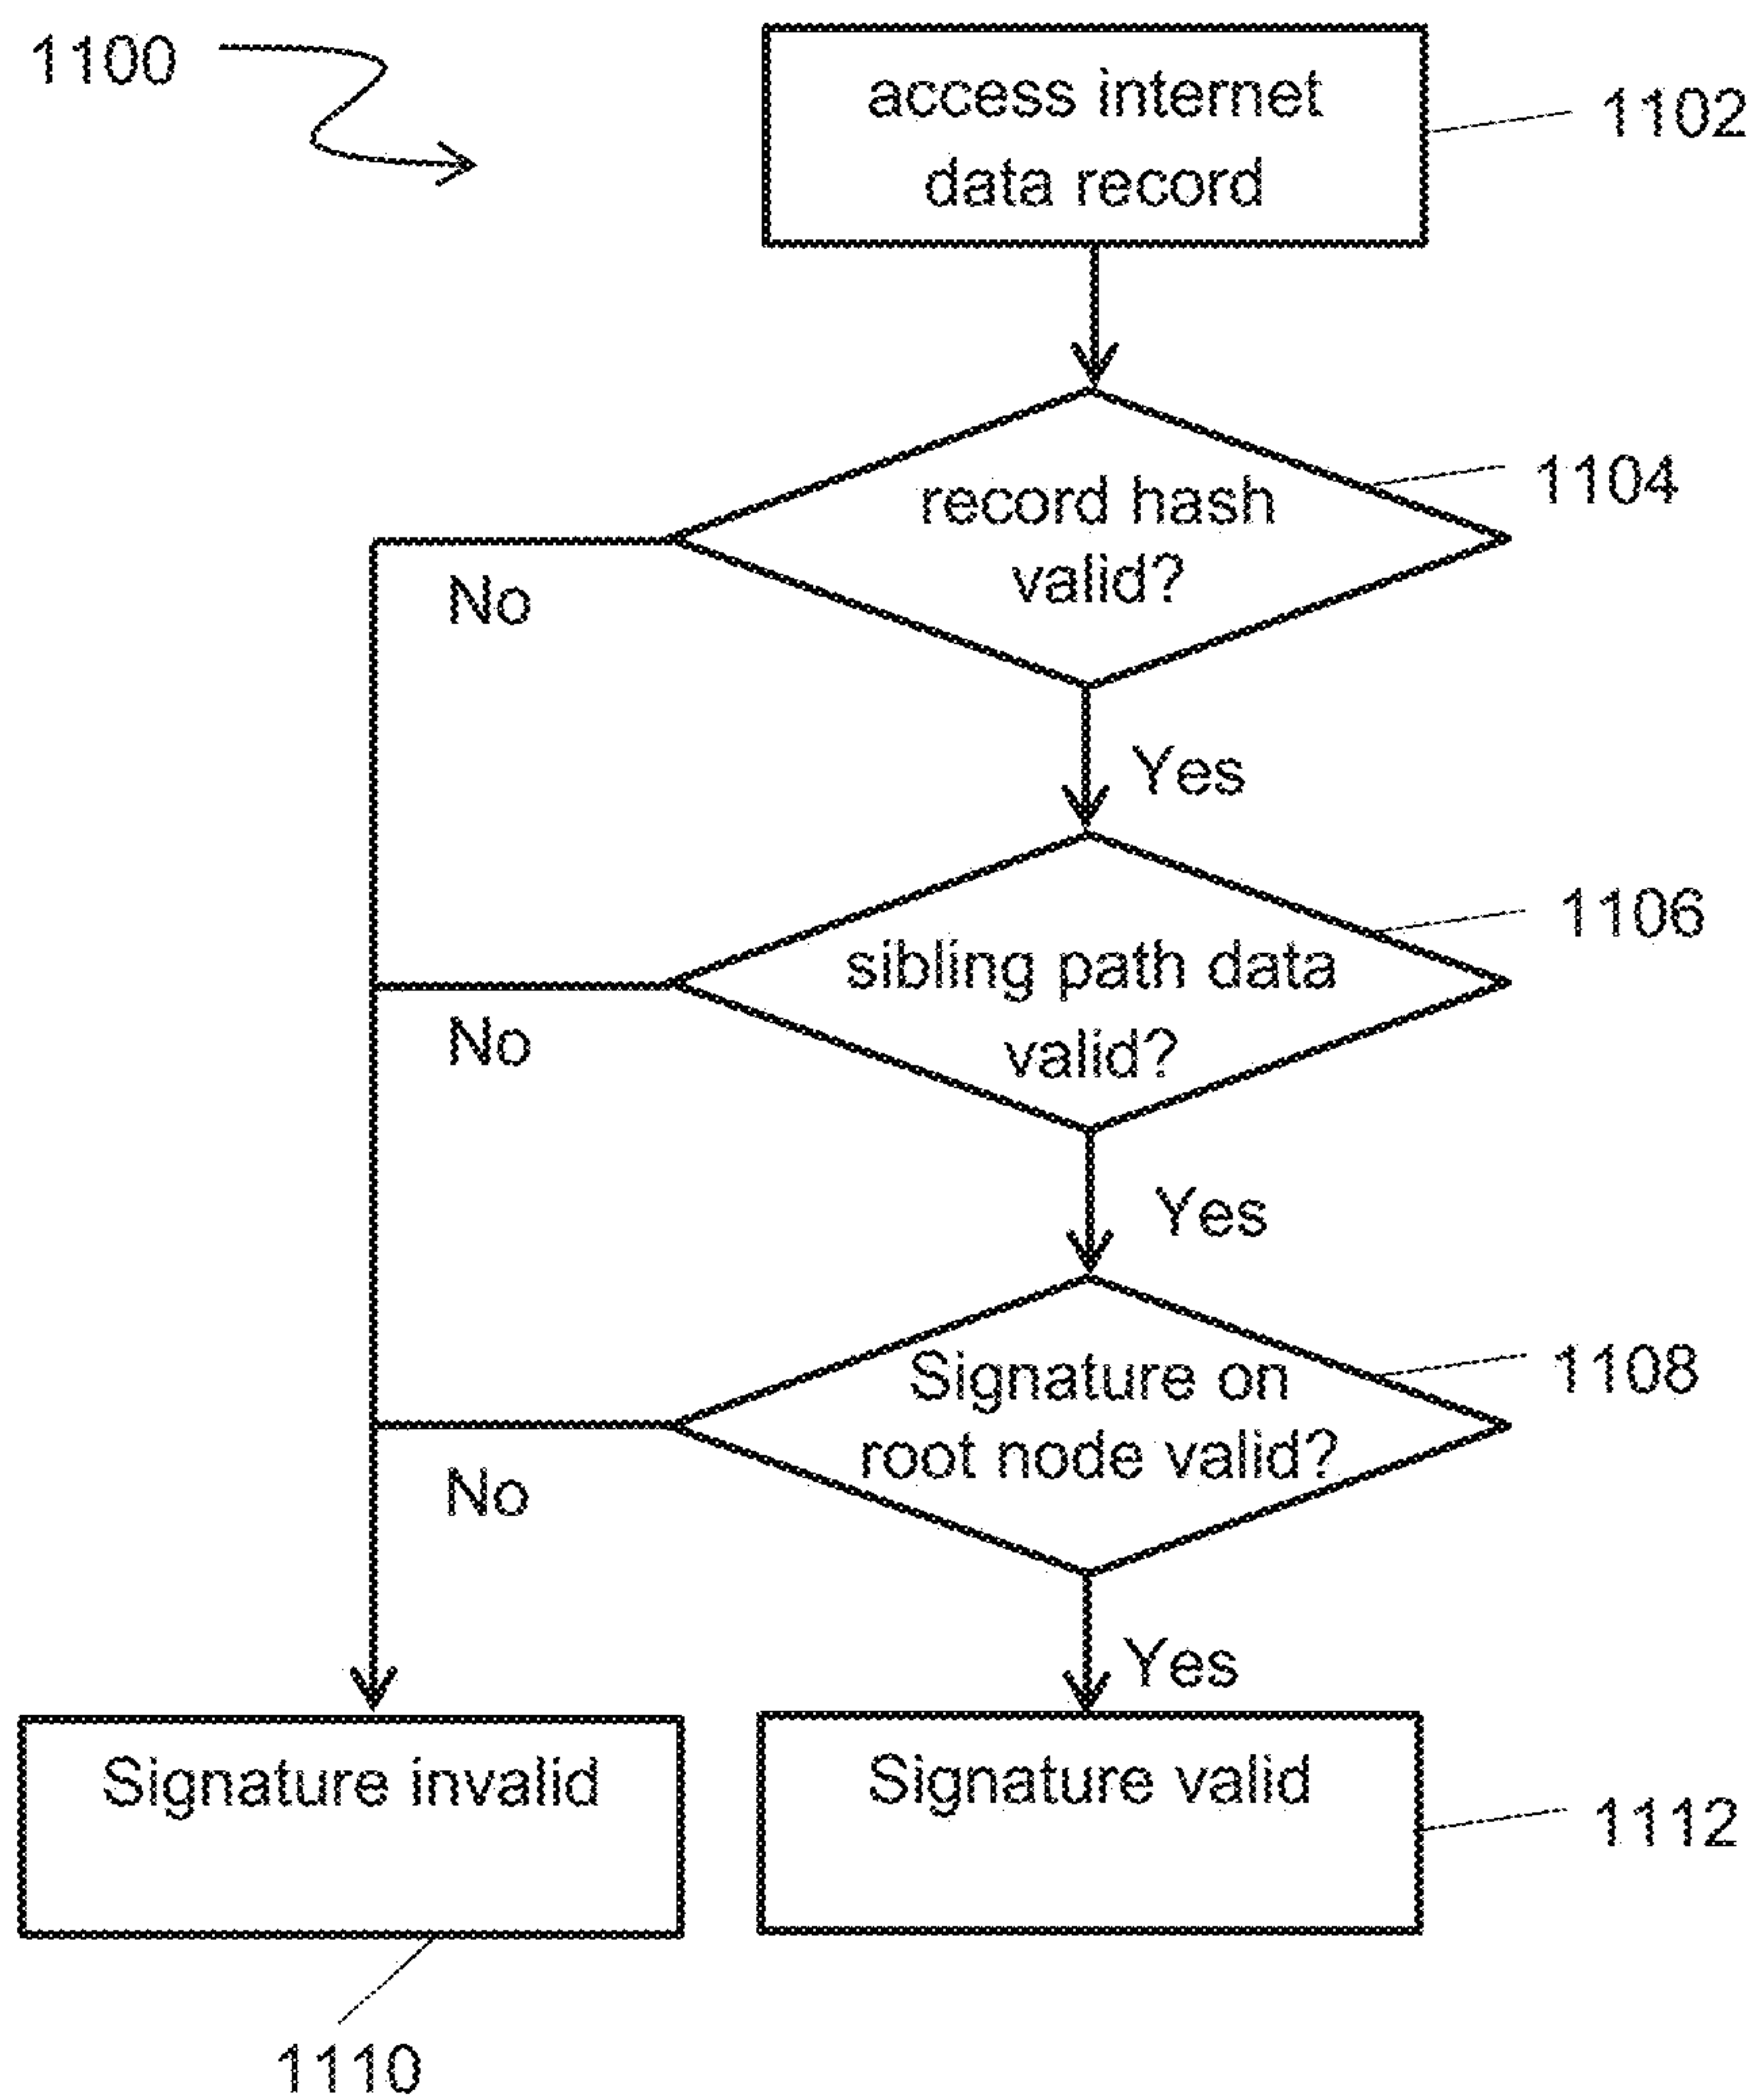 1100
access internet
data record
1102
record hash
valid?
1104
No
Yes
sibling path data
valid?
1106
No
Yes
Signature on
root node valid?
1108
No
Yes
Signature invalid
Signature valid
1112
1110